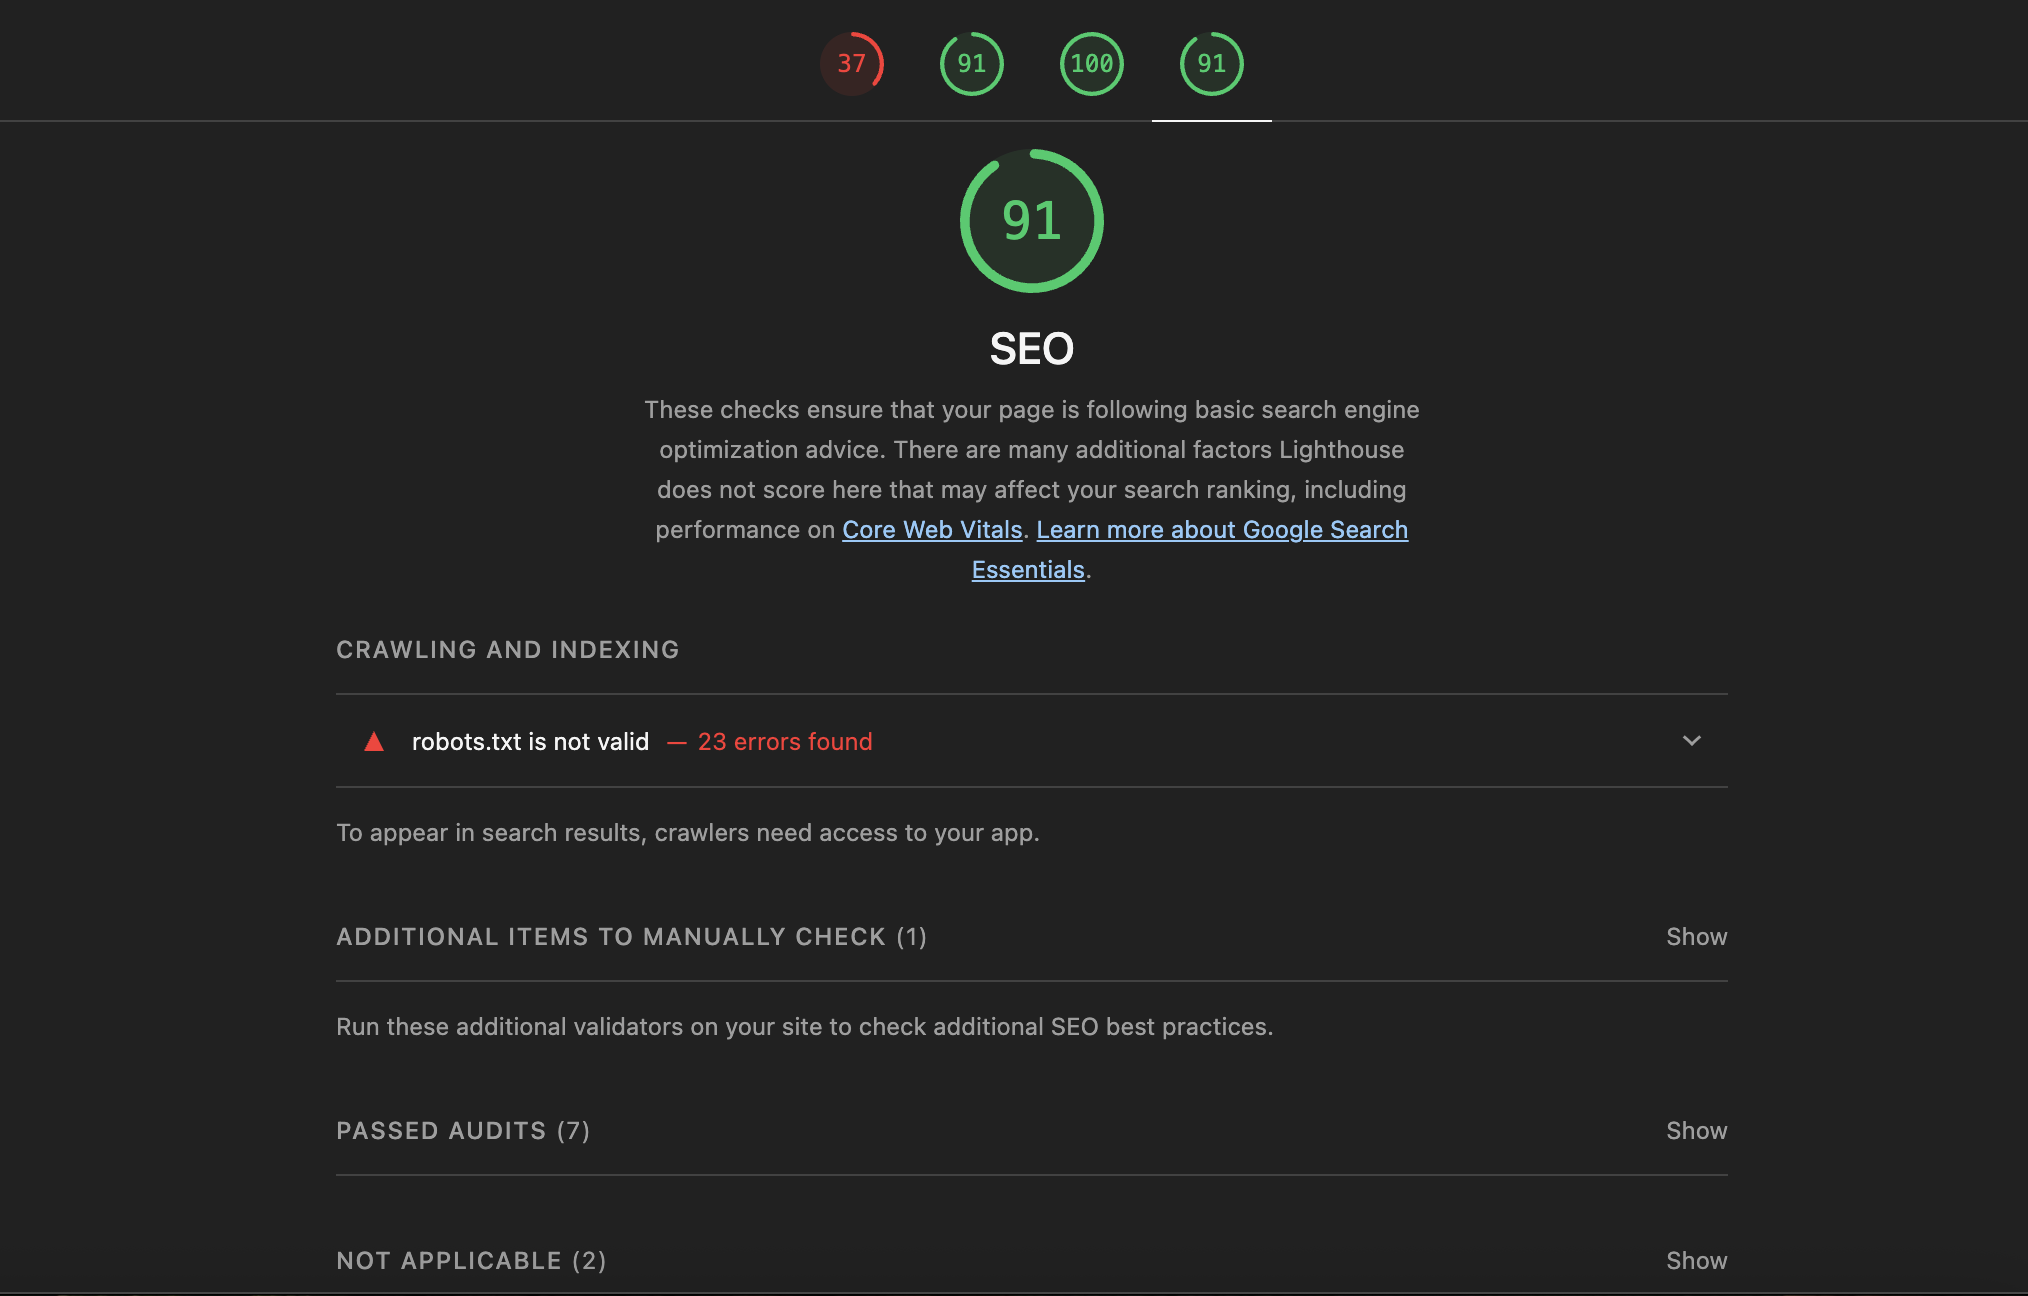 37 91 100 91
91
SEO
These checks ensure that your page is following basic search engine
optimization advice. There are many additional factors Lighthouse
does not score here that may affect your search ranking, including
performance on Core Web Vitals. Learn more about Google Search
Essentials.
CRAWLING AND INDEXING
robots.txt is not valid — 23 errors found
To appear in search results, crawlers need access to your app.
ADDITIONAL ITEMS TO MANUALLY CHECK (1) Show
Run these additional validators on your site to check additional SEO best practices.
PASSED AUDITS (7) Show
NOT APPLICABLE (2) Show